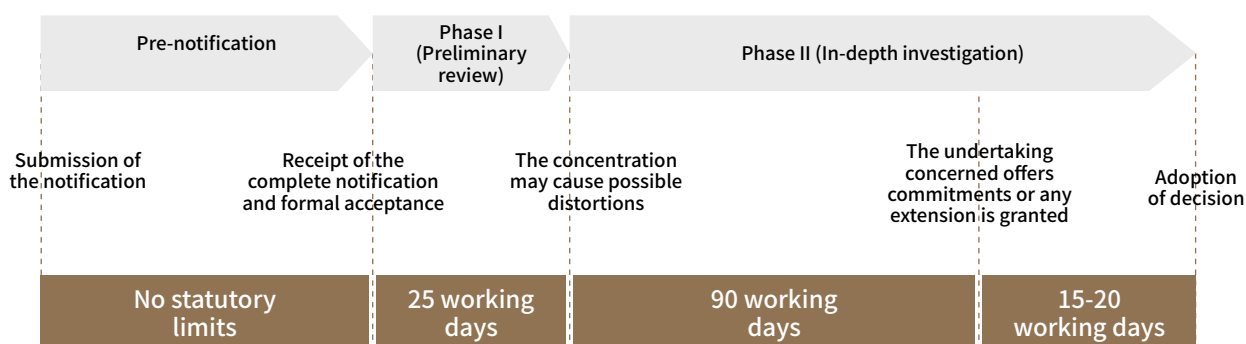 Pre-notification
Phase I
(Preliminary
review)
Phase II (In-depth investigation)
Submission of
the notification
Receipt of the
complete notification
and formal acceptance
The concentration
may cause possible
distortions
The undertaking
concerned offers
commitments or any
extension is granted
Adoption
of decision
No statutory
limits
25 working
days
90 working
days
15-20
working days